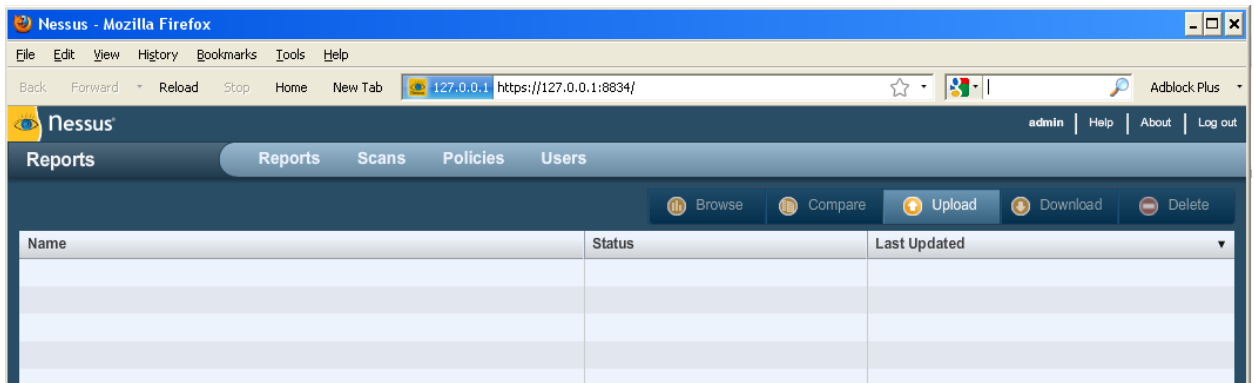 Nessus - Mozilla Firefox
File Edit View History Bookmarks Tools Help
Back Forward Reload Stop Home New Tab 127.0.0.1 https://127.0.0.1:8834/ Adblock Plus
Nessus admin Help About Log out
Reports Reports Scans Policies Users
Browse Compare Upload Download Delete
Name Status Last Updated